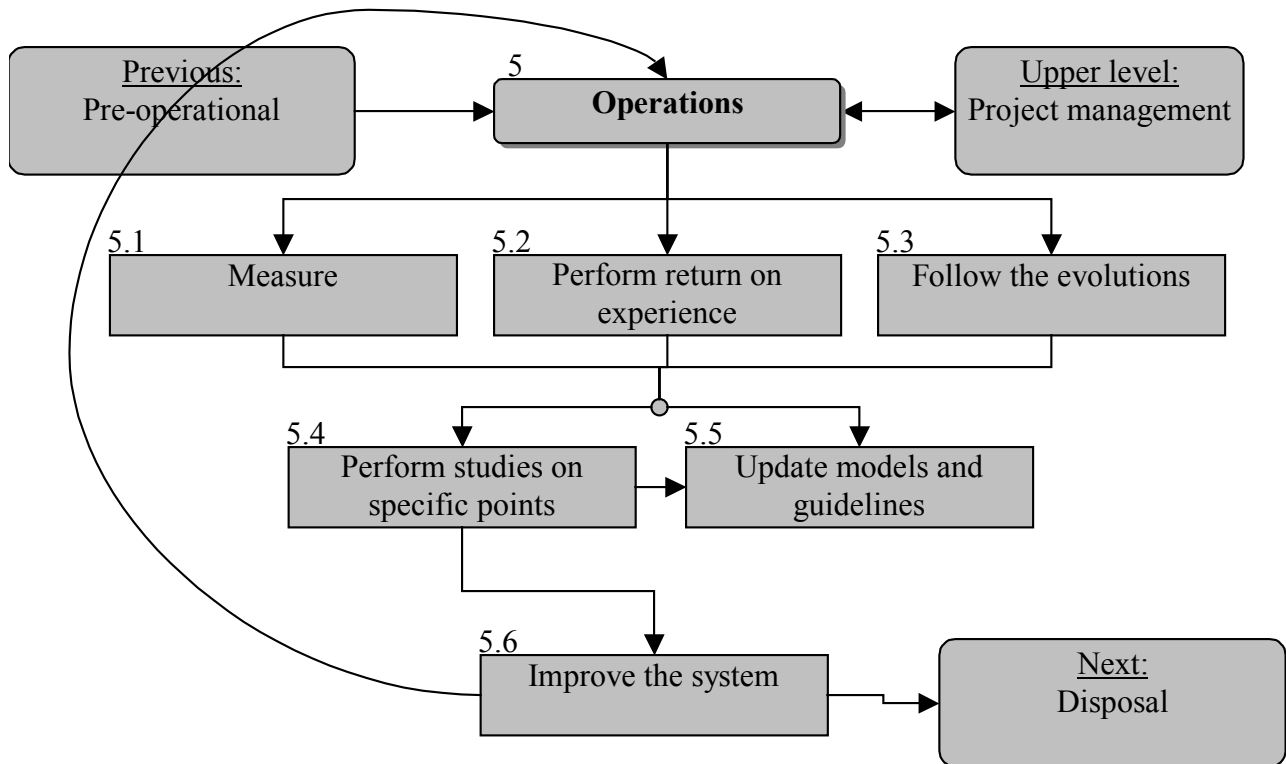 Previous:
Pre-operational
5
Operations
Upper level:
Project management
5.1
Measure
5.2
Perform return on
experience
5.3
Follow the evolutions
5.4
Perform studies on
specific points
5.5
Update models and
guidelines
5.6
Improve the system
Next:
Disposal